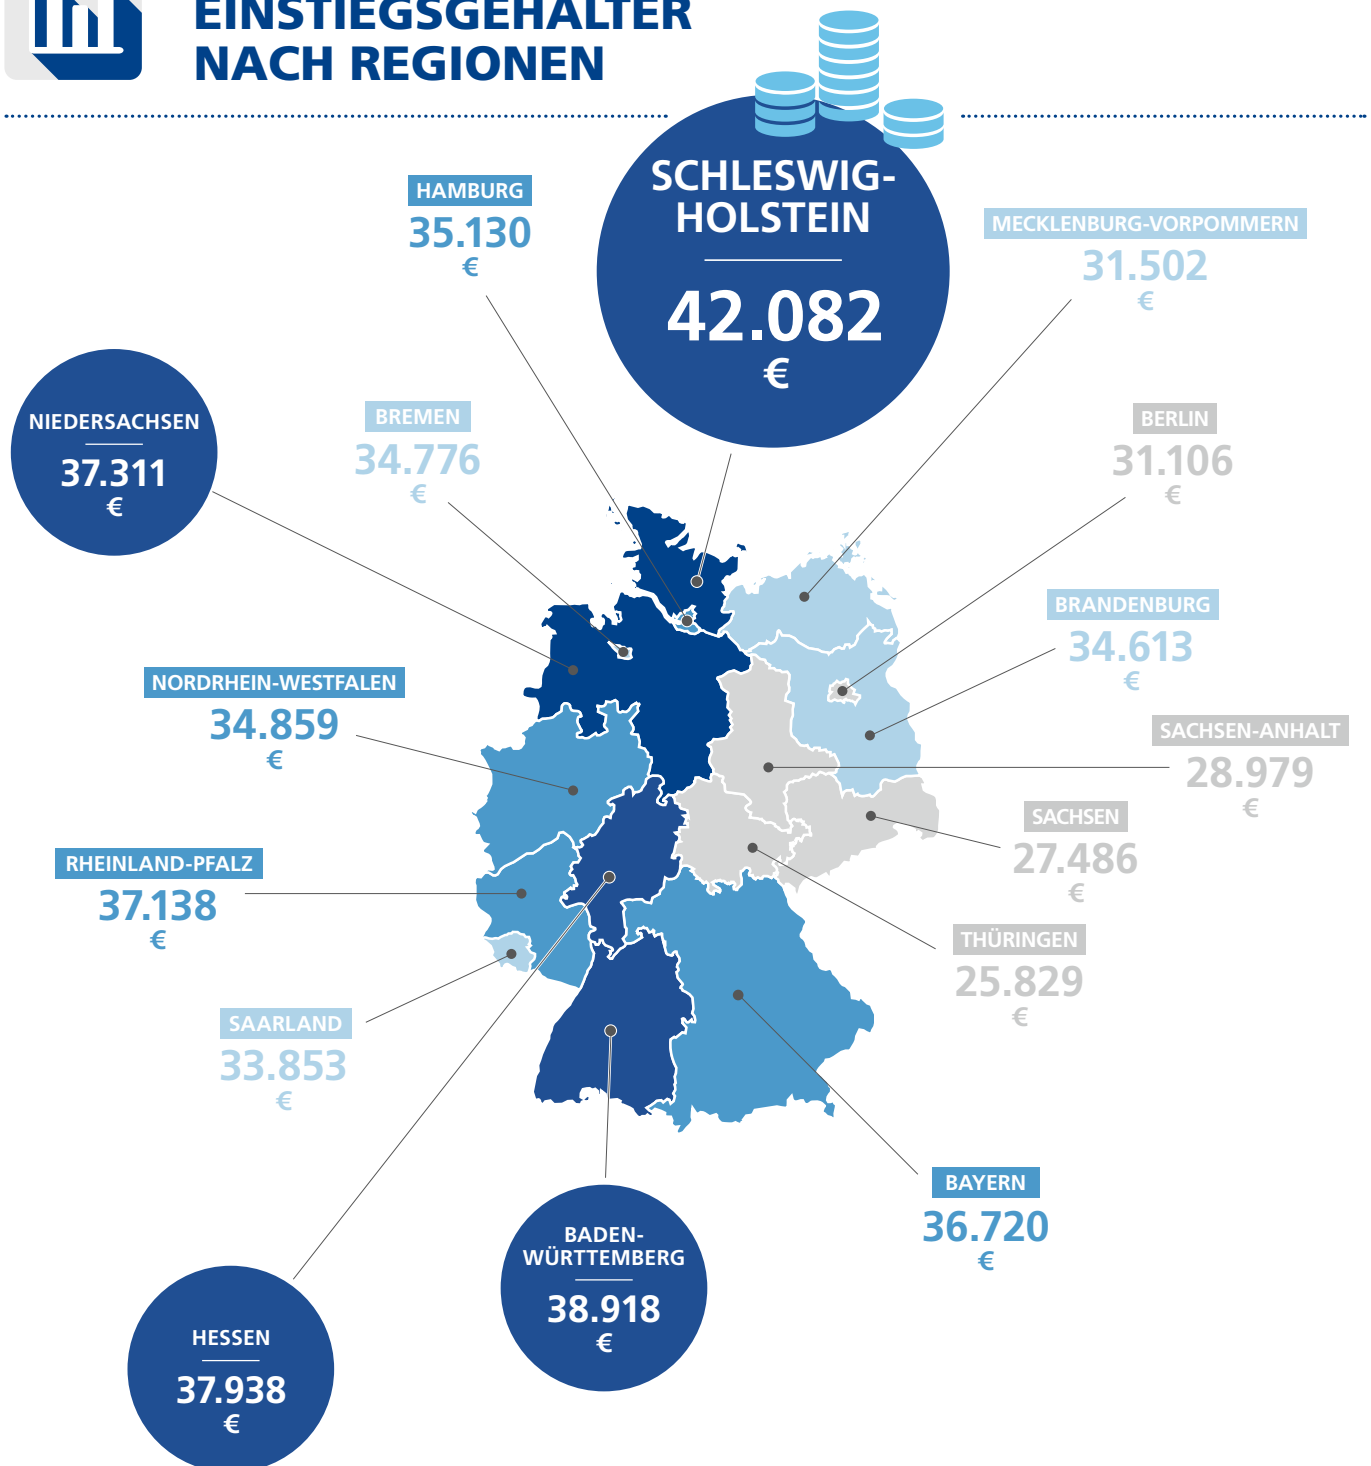 EINSTIEGSGEHÄLTER
NACH REGIONEN
SCHLESWIG-
HOLSTEIN
42.082
€
HAMBURG
35.130
€
MECKLENBURG-VORPOMMERN
31.502
€
NIEDERSACHSEN
37.311
€
BREMEN
34.776
€
BERLIN
31.106
€
BRANDENBURG
34.613
€
NORDRHEIN-WESTFALEN
34.859
€
SACHSEN-ANHALT
28.979
€
SACHSEN
27.486
€
RHEINLAND-PFALZ
37.138
€
THÜRINGEN
25.829
€
SAARLAND
33.853
€
BAYERN
36.720
€
BADEN-
WÜRTTEMBERG
38.918
€
HESSEN
37.938
€